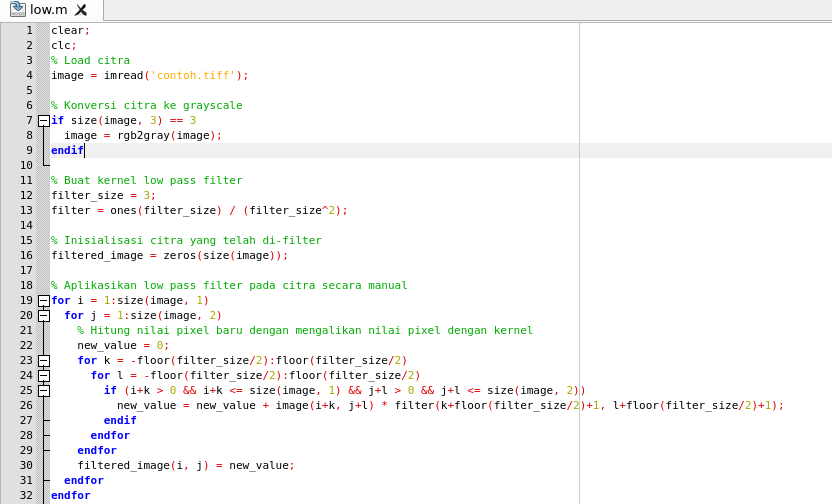 low.m
1 clear;
2 clc;
3 % Load citra
4 image = imread('contoh.tiff');
5
6 % Konversi citra ke grayscale
7 if size(image, 3) == 3
8   image = rgb2gray(image);
9 endif
10
11 % Buat kernel low pass filter
12 filter_size = 3;
13 filter = ones(filter_size) / (filter_size^2);
14
15 % Inisialisasi citra yang telah di-filter
16 filtered_image = zeros(size(image));
17
18 % Aplikasikan low pass filter pada citra secara manual
19 for i = 1:size(image, 1)
20   for j = 1:size(image, 2)
21     % Hitung nilai pixel baru dengan mengalikan nilai pixel dengan kernel
22     new_value = 0;
23     for k = -floor(filter_size/2):floor(filter_size/2)
24       for l = -floor(filter_size/2):floor(filter_size/2)
25         if (i+k > 0 && i+k <= size(image, 1) && j+l > 0 && j+l <= size(image, 2))
26           new_value = new_value + image(i+k, j+l) * filter(k+floor(filter_size/2)+1, l+floor(filter_size/2)+1);
27         endif
28       endfor
29     endfor
30     filtered_image(i, j) = new_value;
31   endfor
32 endfor